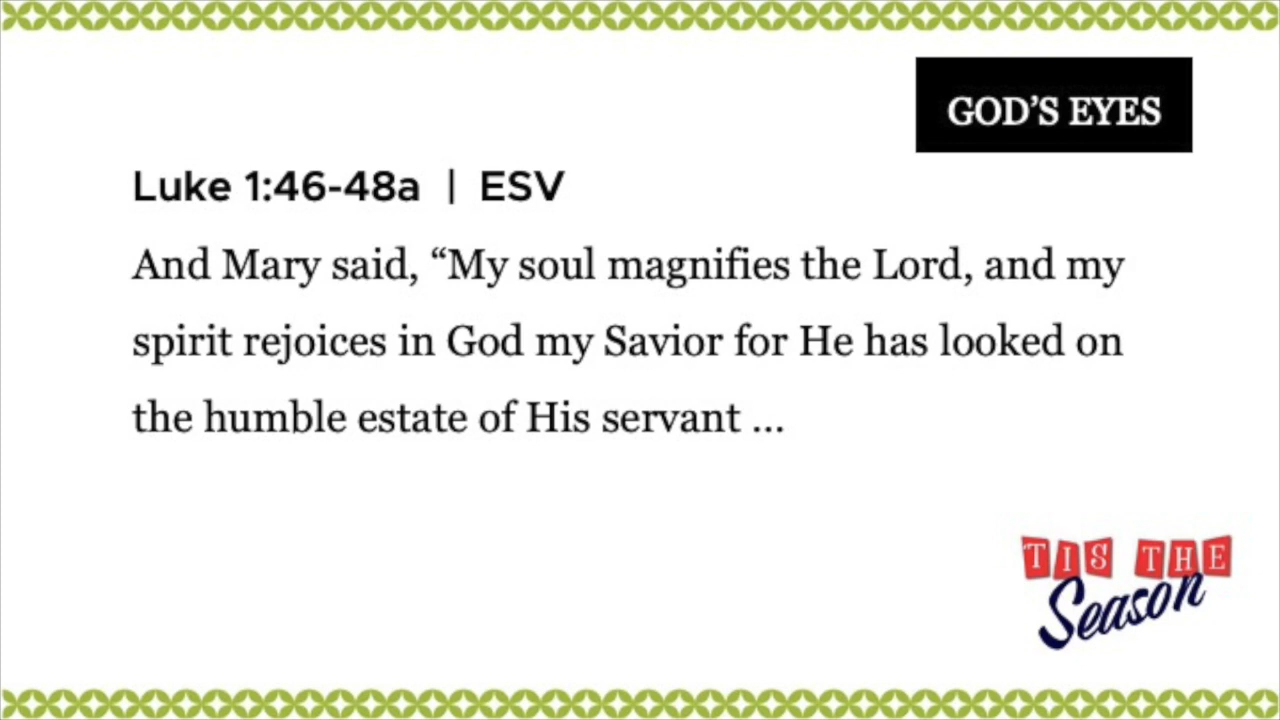 GOD’S EYES
Luke 1:46-48a | ESV
And Mary said, “My soul magnifies the Lord, and my
spirit rejoices in God my Savior for He has looked on
the humble estate of His servant ...
TIS THE
Season